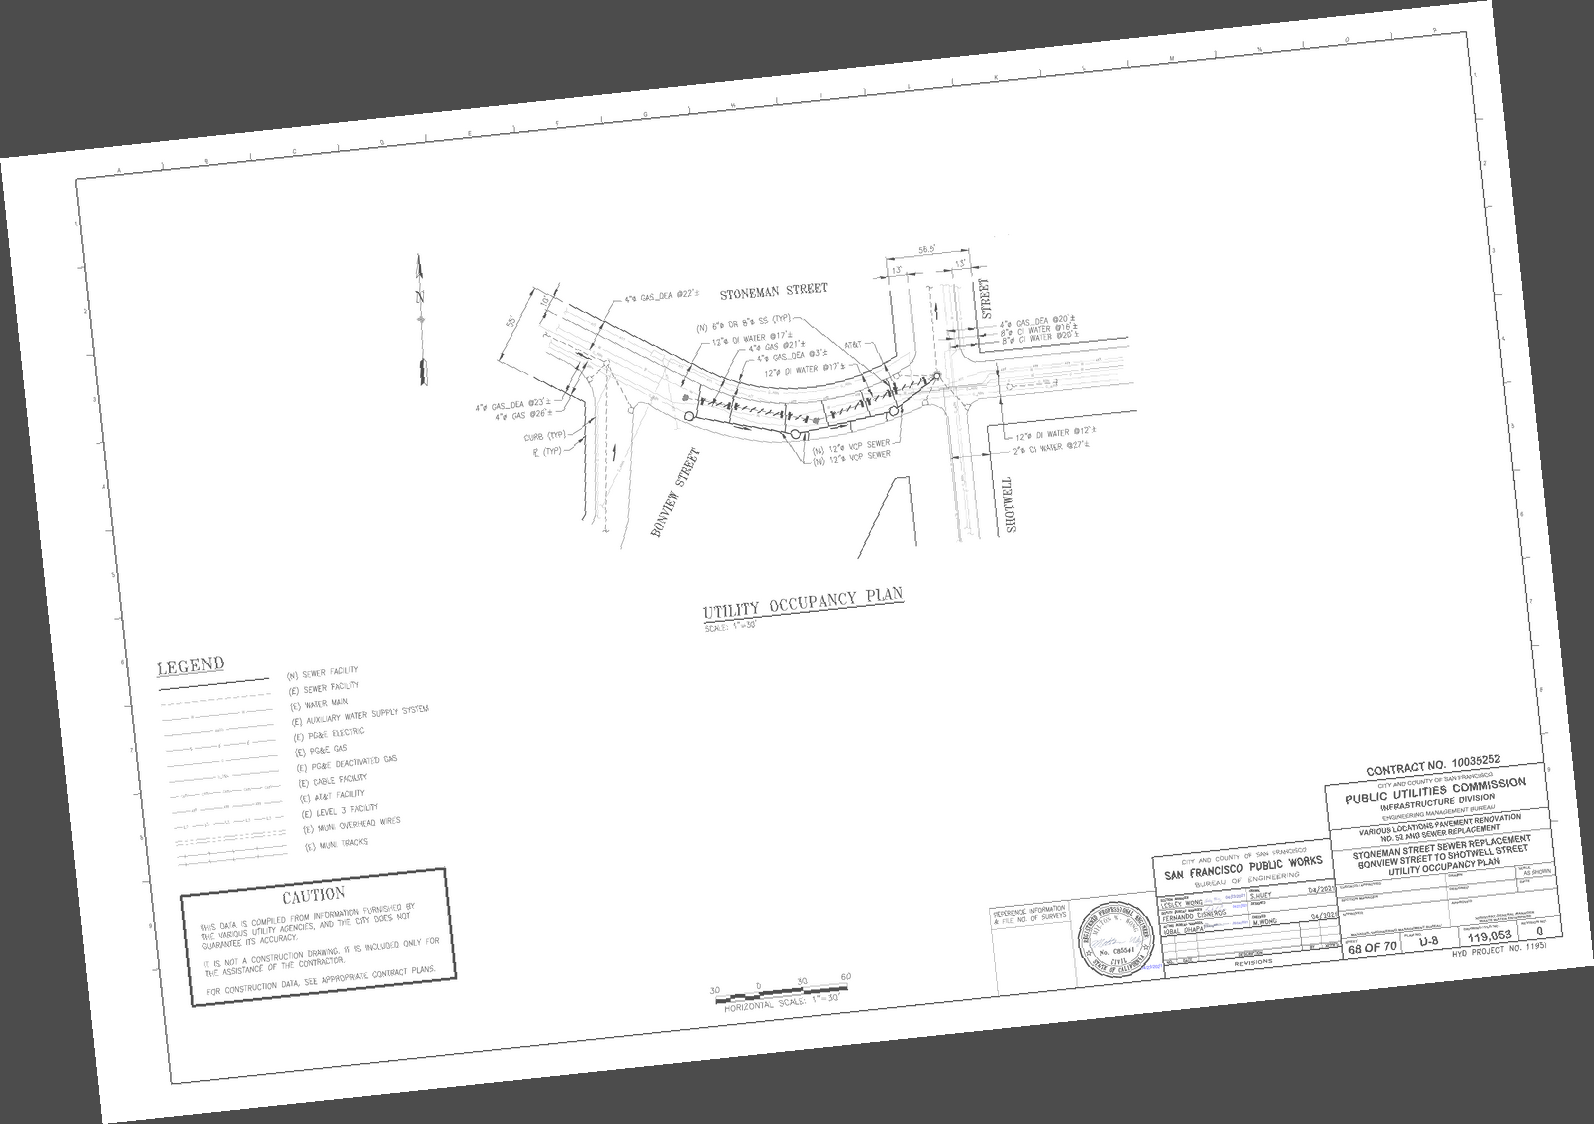 A B C D E F G H I J K L M N O P
N
STONEMAN STREET
55'
10'
4"ø GAS_DEA @22'±
(N) 6"ø OR 8"ø SS (TYP)
12"ø DI WATER @17'±
4"ø GAS @21'±
4"ø GAS_DEA @3'±
12"ø DI WATER @17'±
AT&T
56.5'
13'
13'
STREET
4"ø GAS_DEA @20'±
8"ø CI WATER @16'±
8"ø CI WATER @20'±
4"ø GAS_DEA @23'±
4"ø GAS @26'±
CURB (TYP)
PL (TYP)
(N) 12"ø VCP SEWER
(N) 12"ø VCP SEWER
12"ø DI WATER @12'±
2"ø CI WATER @27'±
BONVIEW STREET
SHOTWELL
UTILITY OCCUPANCY PLAN
SCALE: 1"=30'
LEGEND
(N) SEWER FACILITY
(E) SEWER FACILITY
(E) WATER MAIN
(E) AUXILIARY WATER SUPPLY SYSTEM
(E) PG&E ELECTRIC
(E) PG&E GAS
(E) PG&E DEACTIVATED GAS
(E) CABLE FACILITY
(E) AT&T FACILITY
(E) LEVEL 3 FACILITY
(E) MUNI OVERHEAD WIRES
(E) MUNI TRACKS
CAUTION
THIS DATA IS COMPILED FROM INFORMATION FURNISHED BY
THE VARIOUS UTILITY AGENCIES, AND THE CITY DOES NOT
GUARANTEE ITS ACCURACY.
IT IS NOT A CONSTRUCTION DRAWING. IT IS INCLUDED ONLY FOR
THE ASSISTANCE OF THE CONTRACTOR.
FOR CONSTRUCTION DATA, SEE APPROPRIATE CONTRACT PLANS.
30 0 30 60
HORIZONTAL SCALE: 1"=30'
REFERENCE INFORMATION
& FILE NO. OF SURVEYS
REGISTERED PROFESSIONAL ENGINEER
No. C85541
CIVIL
STATE OF CALIFORNIA
CITY AND COUNTY OF SAN FRANCISCO
SAN FRANCISCO PUBLIC WORKS
BUREAU OF ENGINEERING
LESLEY WONG
S.HUEY 04/2021
FERNANDO CISNEROS
IQBAL DHAPA
M.WONG 04/2021
NO. DATE DESCRIPTION BY
REVISIONS
CONTRACT NO. 10035252
CITY AND COUNTY OF SAN FRANCISCO
PUBLIC UTILITIES COMMISSION
INFRASTRUCTURE DIVISION
ENGINEERING MANAGEMENT BUREAU
VARIOUS LOCATIONS PAVEMENT RENOVATION
NO. 52 AND SEWER REPLACEMENT
STONEMAN STREET SEWER REPLACEMENT
BONVIEW STREET TO SHOTWELL STREET
UTILITY OCCUPANCY PLAN
SCALE
AS SHOWN
68 OF 70
U-8
119,053
0
HYD PROJECT NO. 11951